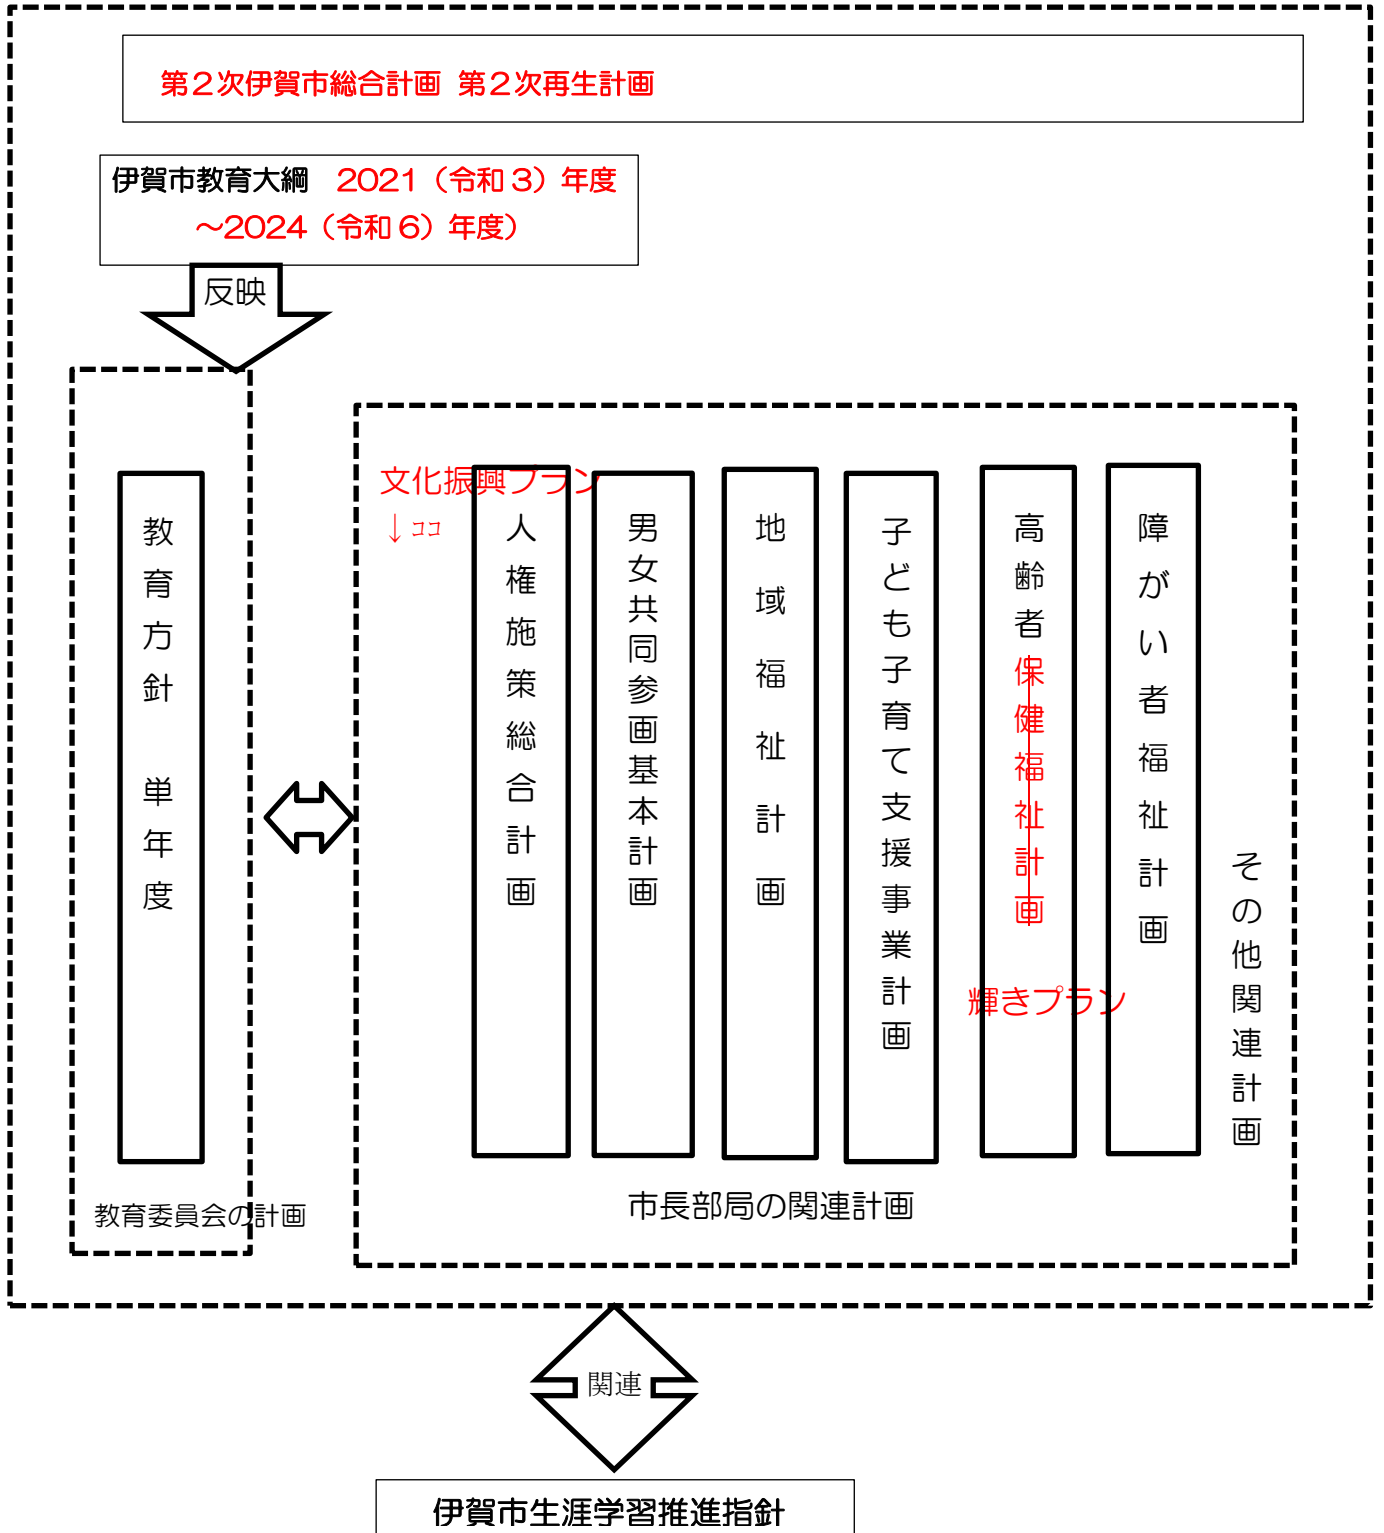 第２次伊賀市総合計画 第２次再生計画
伊賀市教育大綱　2021（令和３）年度
～2024（令和６）年度）
反映
教育方針　単年度
教育委員会の計画
文化振興プラン
↓ココ
人権施策総合計画
男女共同参画基本計画
地域福祉計画
子ども子育て支援事業計画
高齢者保健福祉計画
輝きプラン
障がい者福祉計画
その他関連計画
市長部局の関連計画
関連
伊賀市生涯学習推進指針